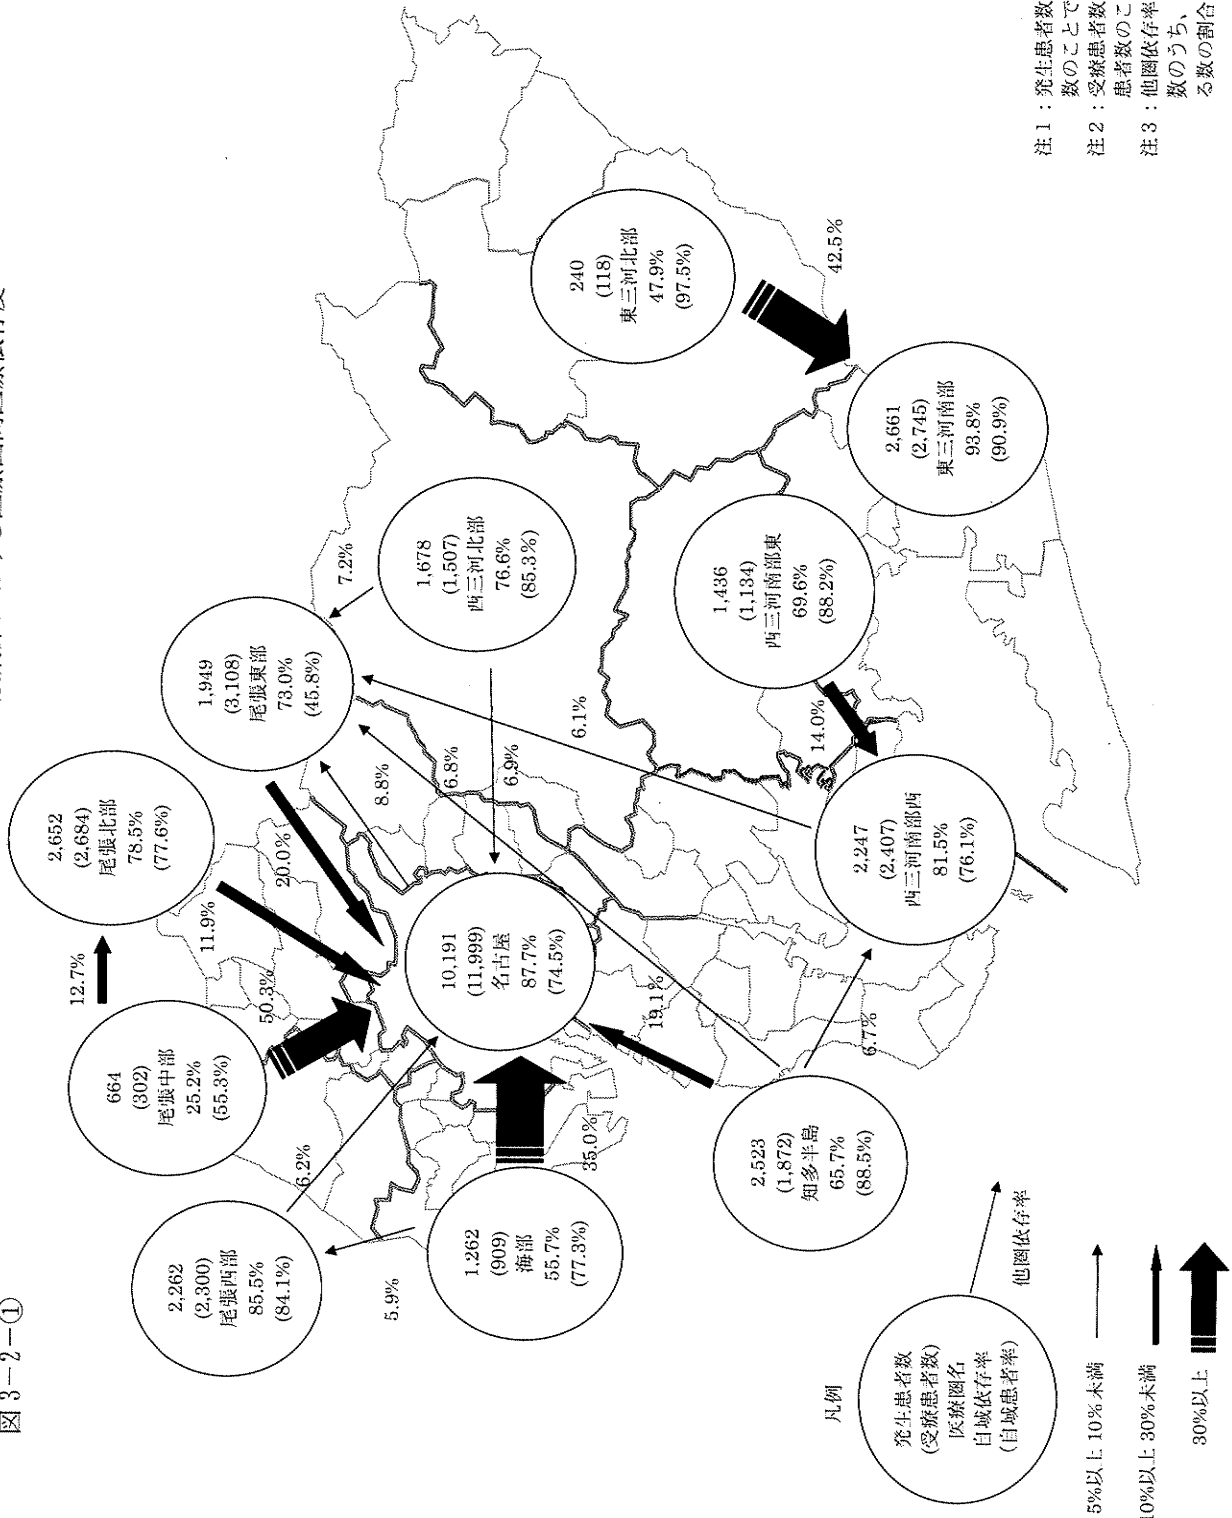 図 3－2－①
2,652
(2,684)
尾張北部
78.5%
(77.6%)
12.7%
664
(302)
尾張中部
25.2%
(55.3%)
11.9%
50.3%
20.0%
1,949
(3,108)
尾張東部
73.0%
(45.8%)
7.2%
2,262
(2,300)
尾張西部
85.5%
(84.1%)
6.2%
5.9%
8.8%
6.8%
6.9%
1,678
(1,507)
西三河北部
76.6%
(85.3%)
10,191
(11,999)
名古屋
87.7%
(74.5%)
1,262
(909)
海部
55.7%
(77.3%)
35.0%
19.1%
6.1%
240
(118)
東三河北部
47.9%
(97.5%)
42.5%
1,436
(1,134)
西三河南部東
69.6%
(88.2%)
14.0%
2,661
(2,745)
東三河南部
93.8%
(90.9%)
2,247
(2,407)
西三河南部西
81.5%
(76.1%)
6.7%
2,523
(1,872)
知多半島
65.7%
(88.5%)
凡例
発生患者数
(受療患者数)
医療圏名
自域依存率
(自域患者率)
他圏依存率
5%以上 10%未満
10%以上 30%未満
30%以上
注1：発生患者数
数のことで
注2：受療患者数
患者数のこ
注3：他圏依存率
数のうち、
る数の割合